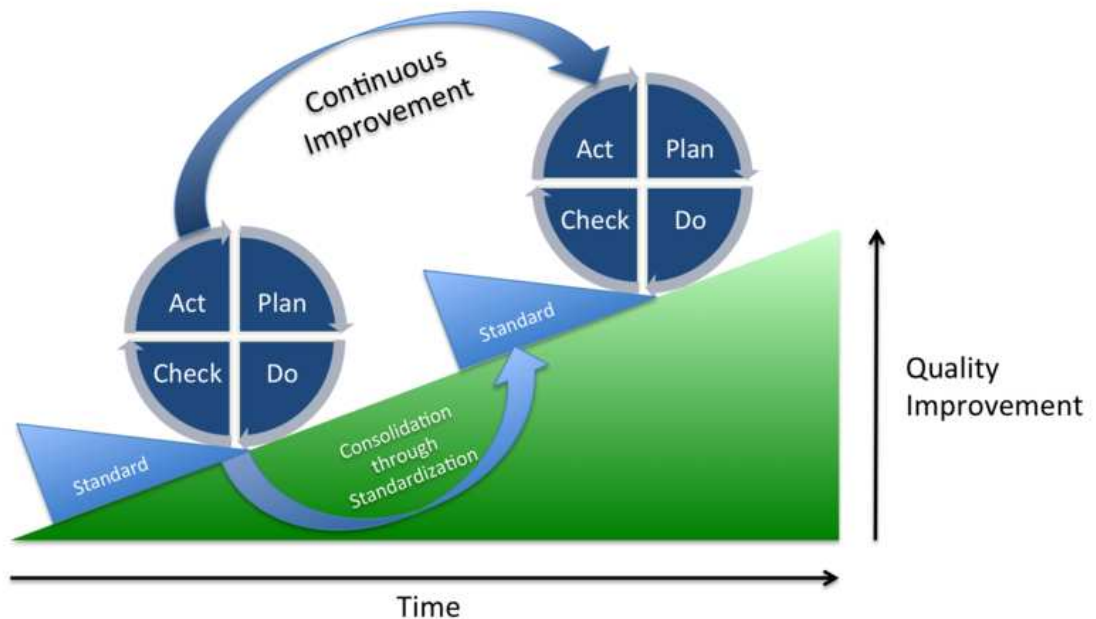 Continuous
Improvement
Act
Plan
Check
Do
Act
Plan
Check
Do
Standard
Standard
Consolidation
through
Standardization
Quality
Improvement
Time